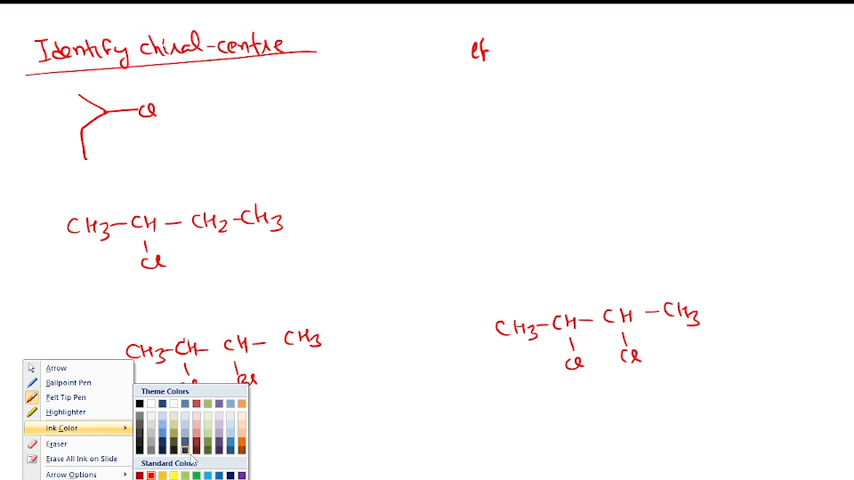 Identify chiral-centre
et
Cl
CH3-CH-CH2-CH3
Cl
CH3-CH-CH-CH3
Br
CH3-CH-CH-CH3
Cl Cl
Arrow
Ballpoint Pen
Felt Tip Pen
Highlighter
Ink Color
Eraser
Erase All Ink on Slide
Arrow Options
Theme Colors
Standard Colors